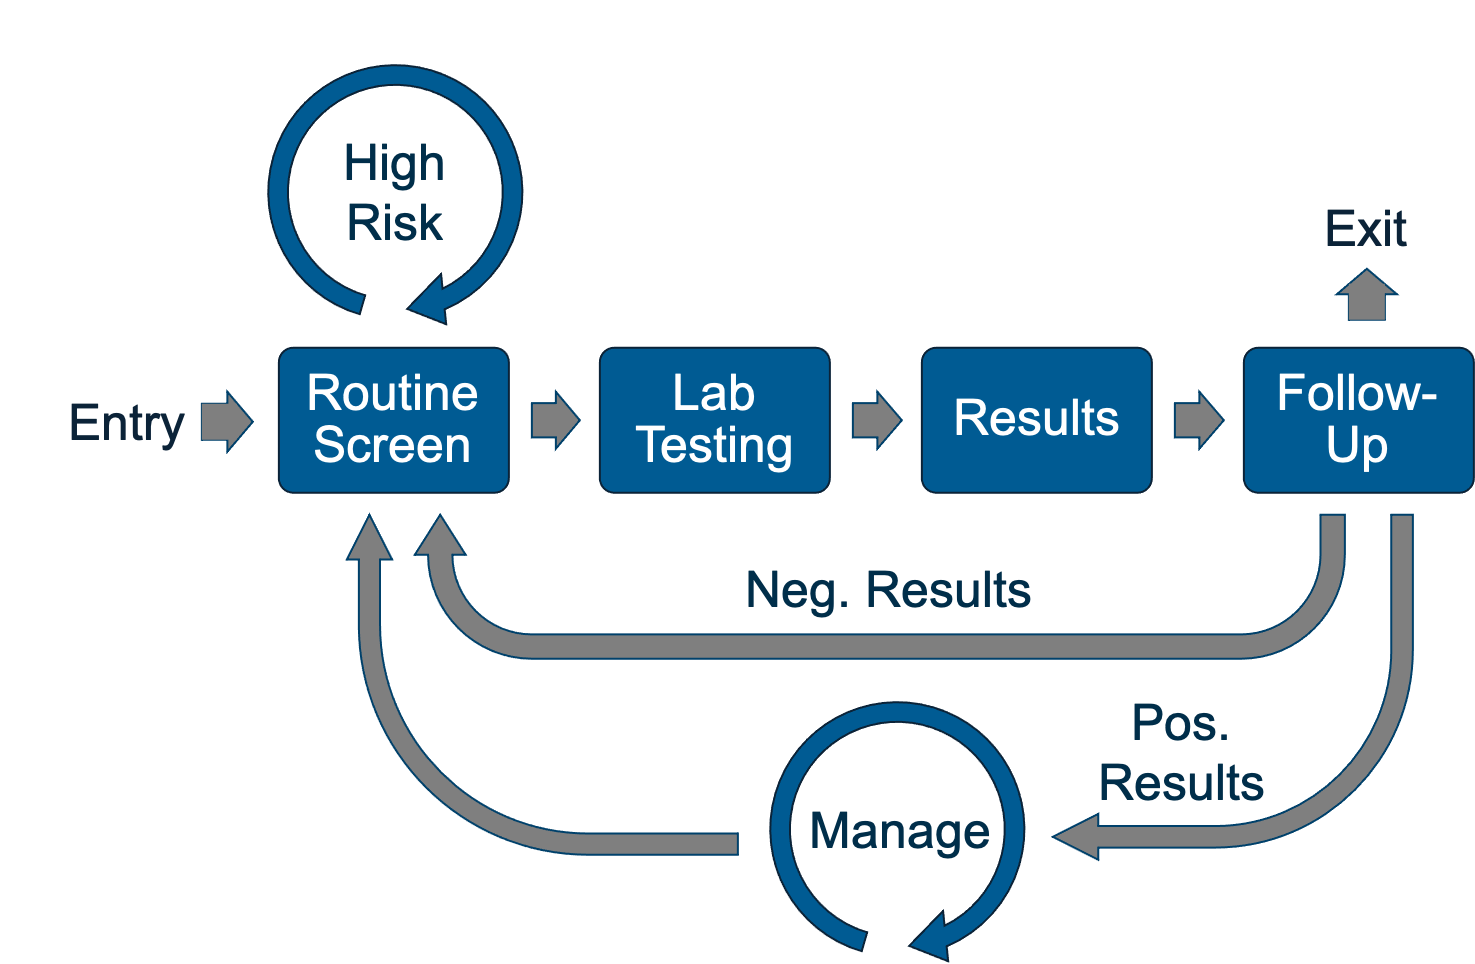 High
Risk
Exit
Entry
Routine
Screen
Lab
Testing
Results
Follow-
Up
Neg. Results
Pos.
Results
Manage